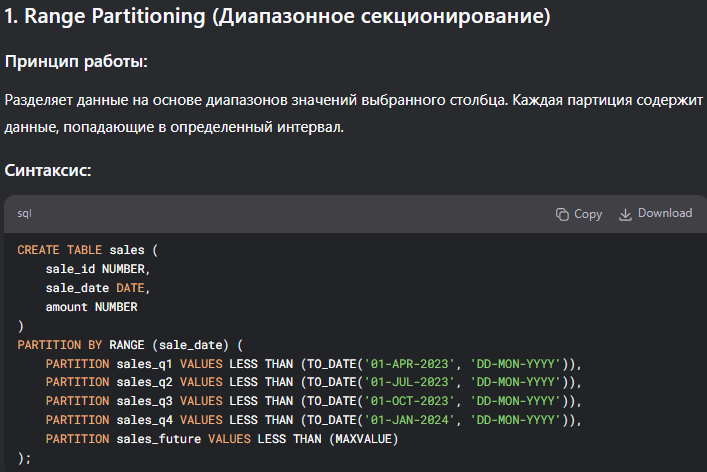 1. Range Partitioning (Диапазонное секционирование)
Принцип работы:
Разделяет данные на основе диапазонов значений выбранного столбца. Каждая партиция содержит
данные, попадающие в определенный интервал.
Синтаксис:
sql Copy Download
CREATE TABLE sales (
    sale_id NUMBER,
    sale_date DATE,
    amount NUMBER
)
PARTITION BY RANGE (sale_date) (
    PARTITION sales_q1 VALUES LESS THAN (TO_DATE('01-APR-2023', 'DD-MON-YYYY')),
    PARTITION sales_q2 VALUES LESS THAN (TO_DATE('01-JUL-2023', 'DD-MON-YYYY')),
    PARTITION sales_q3 VALUES LESS THAN (TO_DATE('01-OCT-2023', 'DD-MON-YYYY')),
    PARTITION sales_q4 VALUES LESS THAN (TO_DATE('01-JAN-2024', 'DD-MON-YYYY')),
    PARTITION sales_future VALUES LESS THAN (MAXVALUE)
);